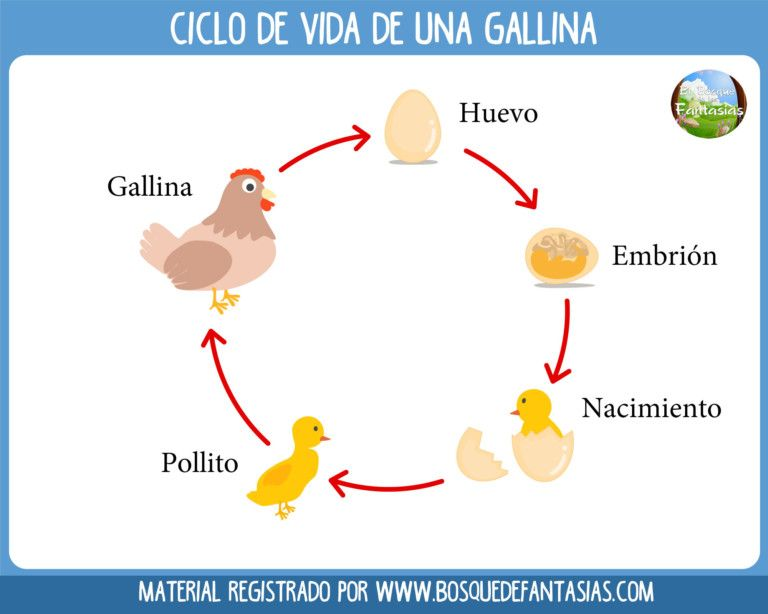 CICLO DE VIDA DE UNA GALLINA
El Bosque
Fantasías
Huevo
Gallina
Embrión
Nacimiento
Pollito
MATERIAL REGISTRADO POR WWW.BOSQUEDEFANTASIAS.COM